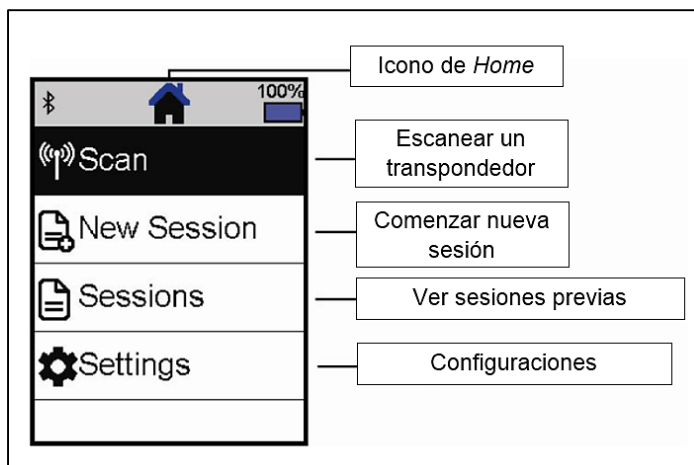 Icono de Home
100%
Scan
Escanear un
transpondedor
New Session
Comenzar nueva
sesión
Sessions
Ver sesiones previas
Settings
Configuraciones